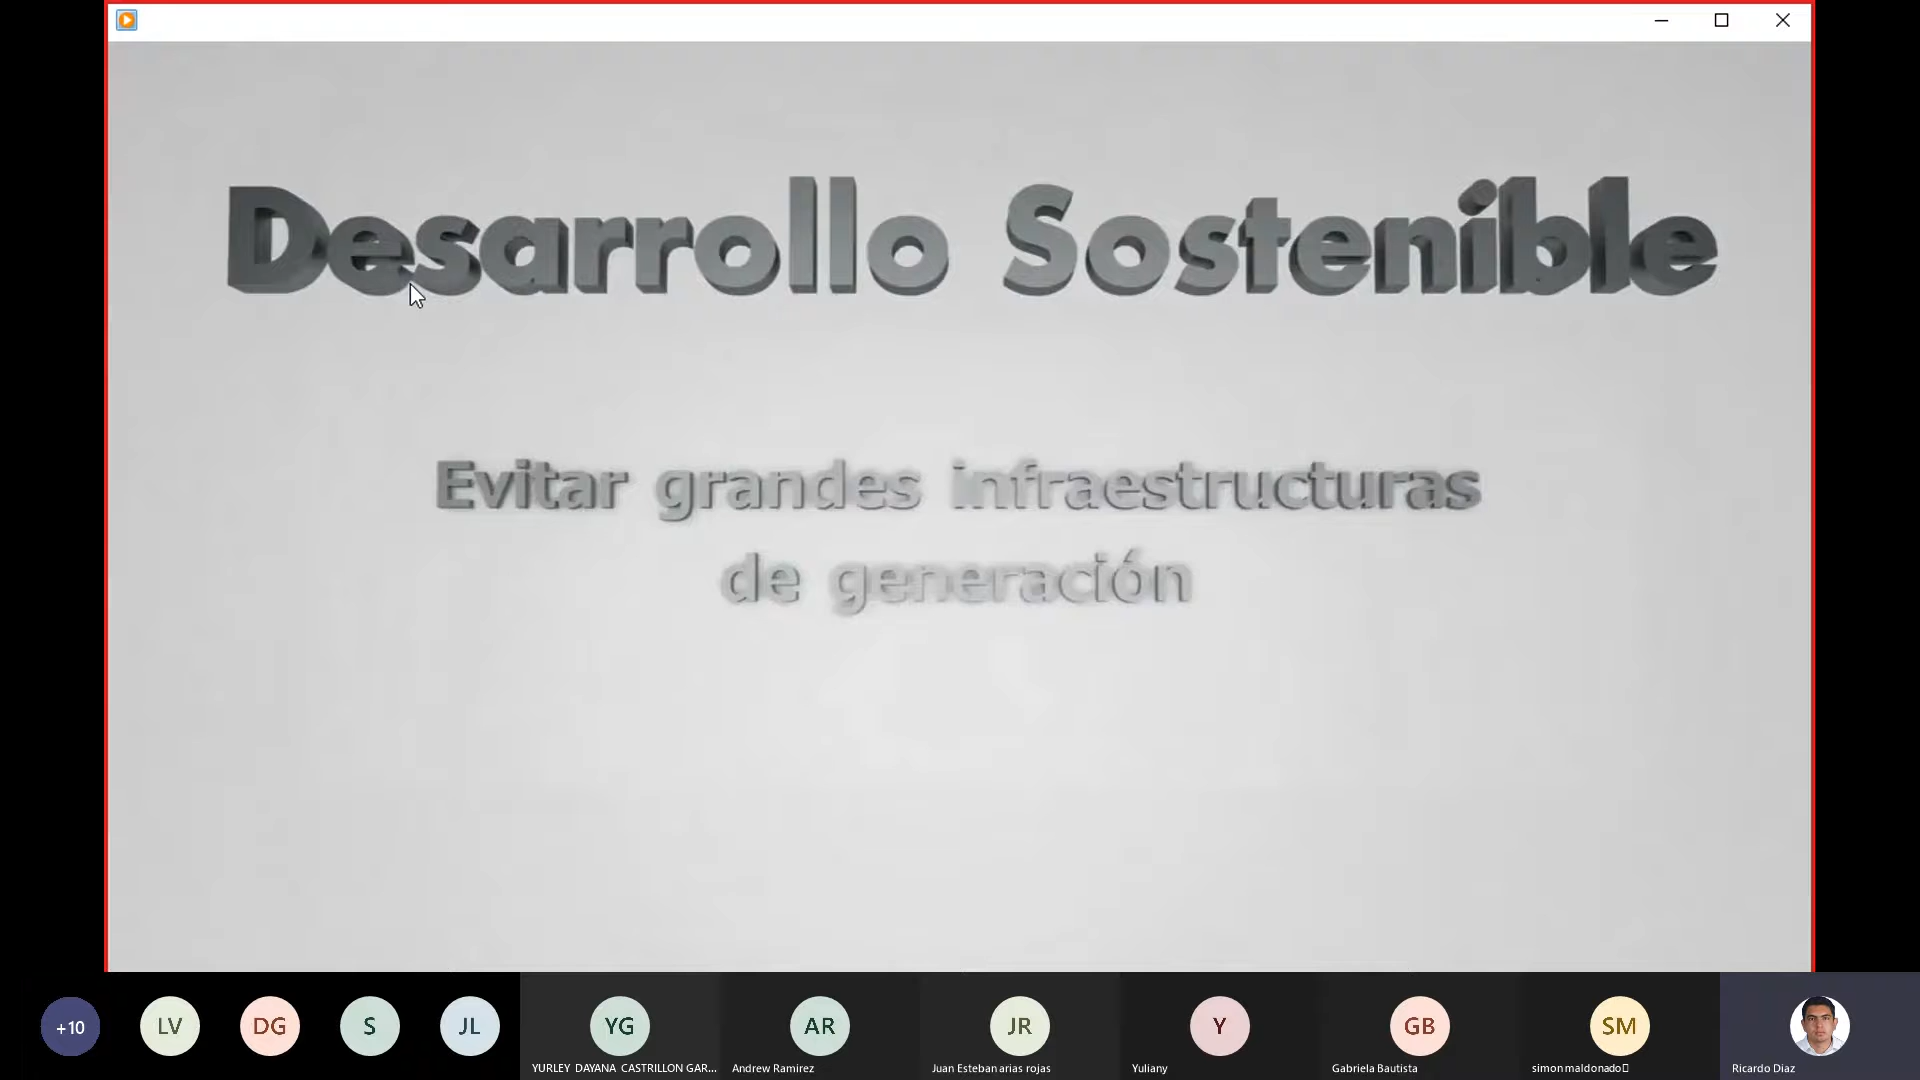 Desarrollo Sostenible
Evitar grandes infraestructuras
de generación
+10
LV
DG
S
JL
YG
AR
JR
Y
GB
SM
YURLEY DAYANA CASTRILLON GAR...
Andrew Ramirez
Juan Esteban arias rojas
Yuliany
Gabriela Bautista
simon maldonado
Ricardo Diaz